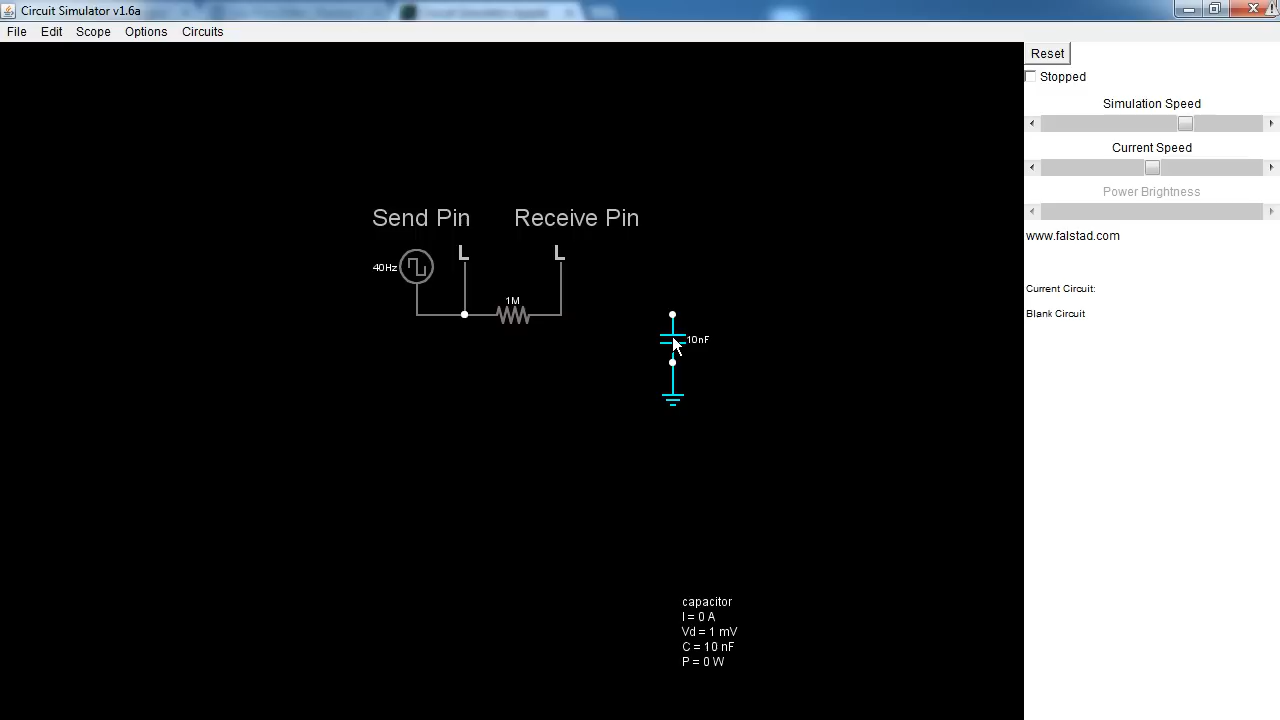 Circuit Simulator v1.6a
File Edit Scope Options Circuits
Reset
Stopped
Simulation Speed
Current Speed
Power Brightness
www.falstad.com
Current Circuit:
Blank Circuit
Send Pin Receive Pin
L L
40Hz
1M
10nF
capacitor
I = 0 A
Vd = 1 mV
C = 10 nF
P = 0 W